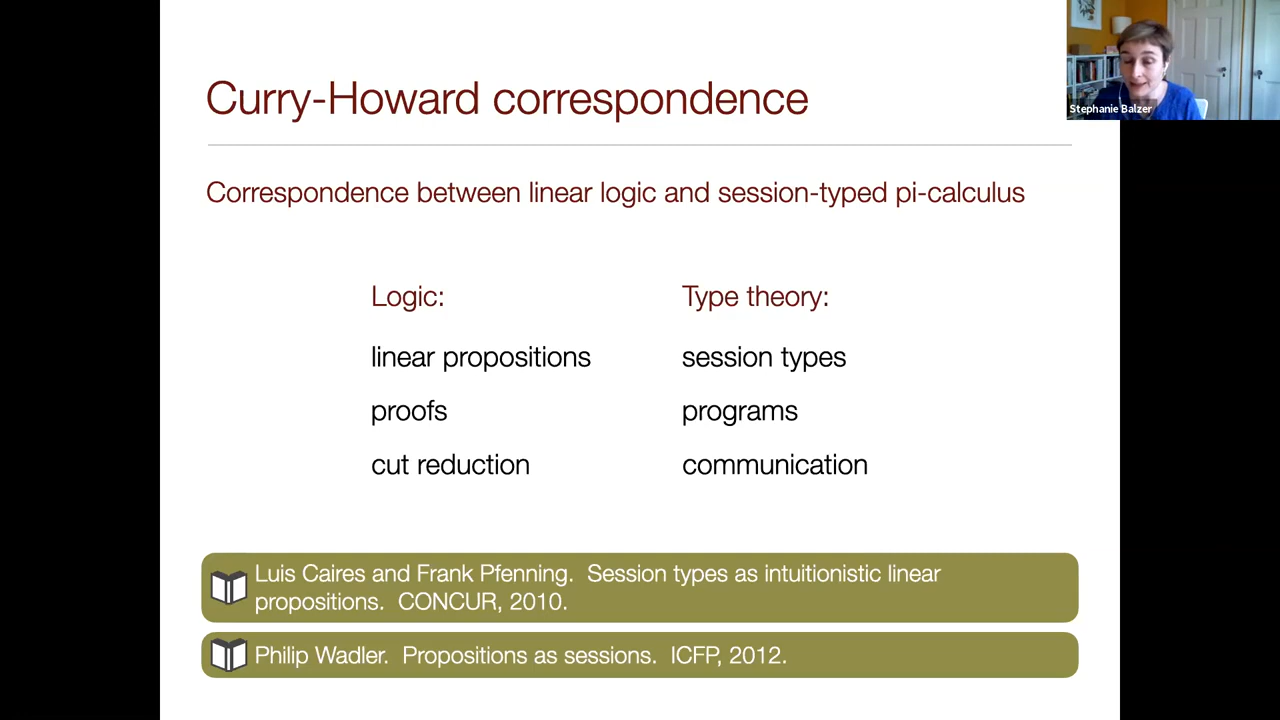 Curry-Howard correspondence
Stephanie Balzer
Correspondence between linear logic and session-typed pi-calculus
Logic: Type theory:
linear propositions session types
proofs programs
cut reduction communication
Luis Caires and Frank Pfenning. Session types as intuitionistic linear
propositions. CONCUR, 2010.
Philip Wadler. Propositions as sessions. ICFP, 2012.